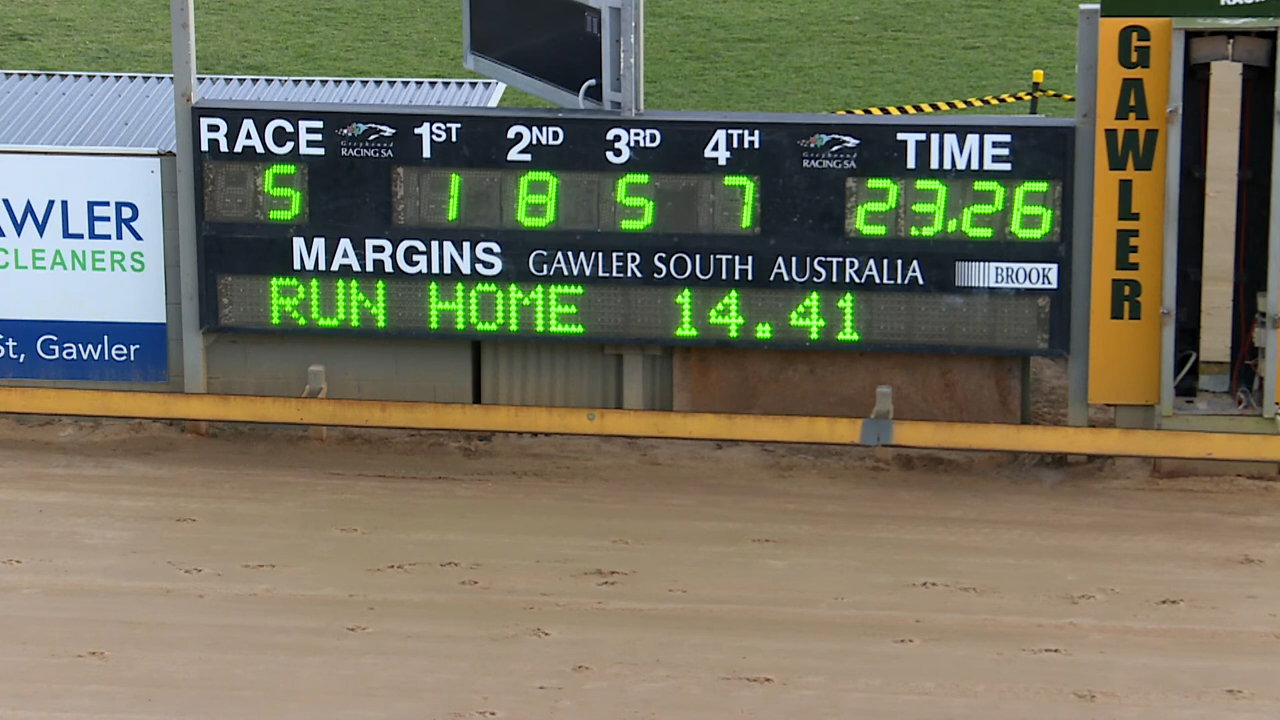 RACE 1ST 2ND 3RD 4TH TIME
Greyhound RACING SA
Greyhound RACING SA
5 1 8 5 7 23.26
MARGINS GAWLER SOUTH AUSTRALIA BROOK
RUN HOME 14.41
AWLER
CLEANERS
St, Gawler
GAWLER